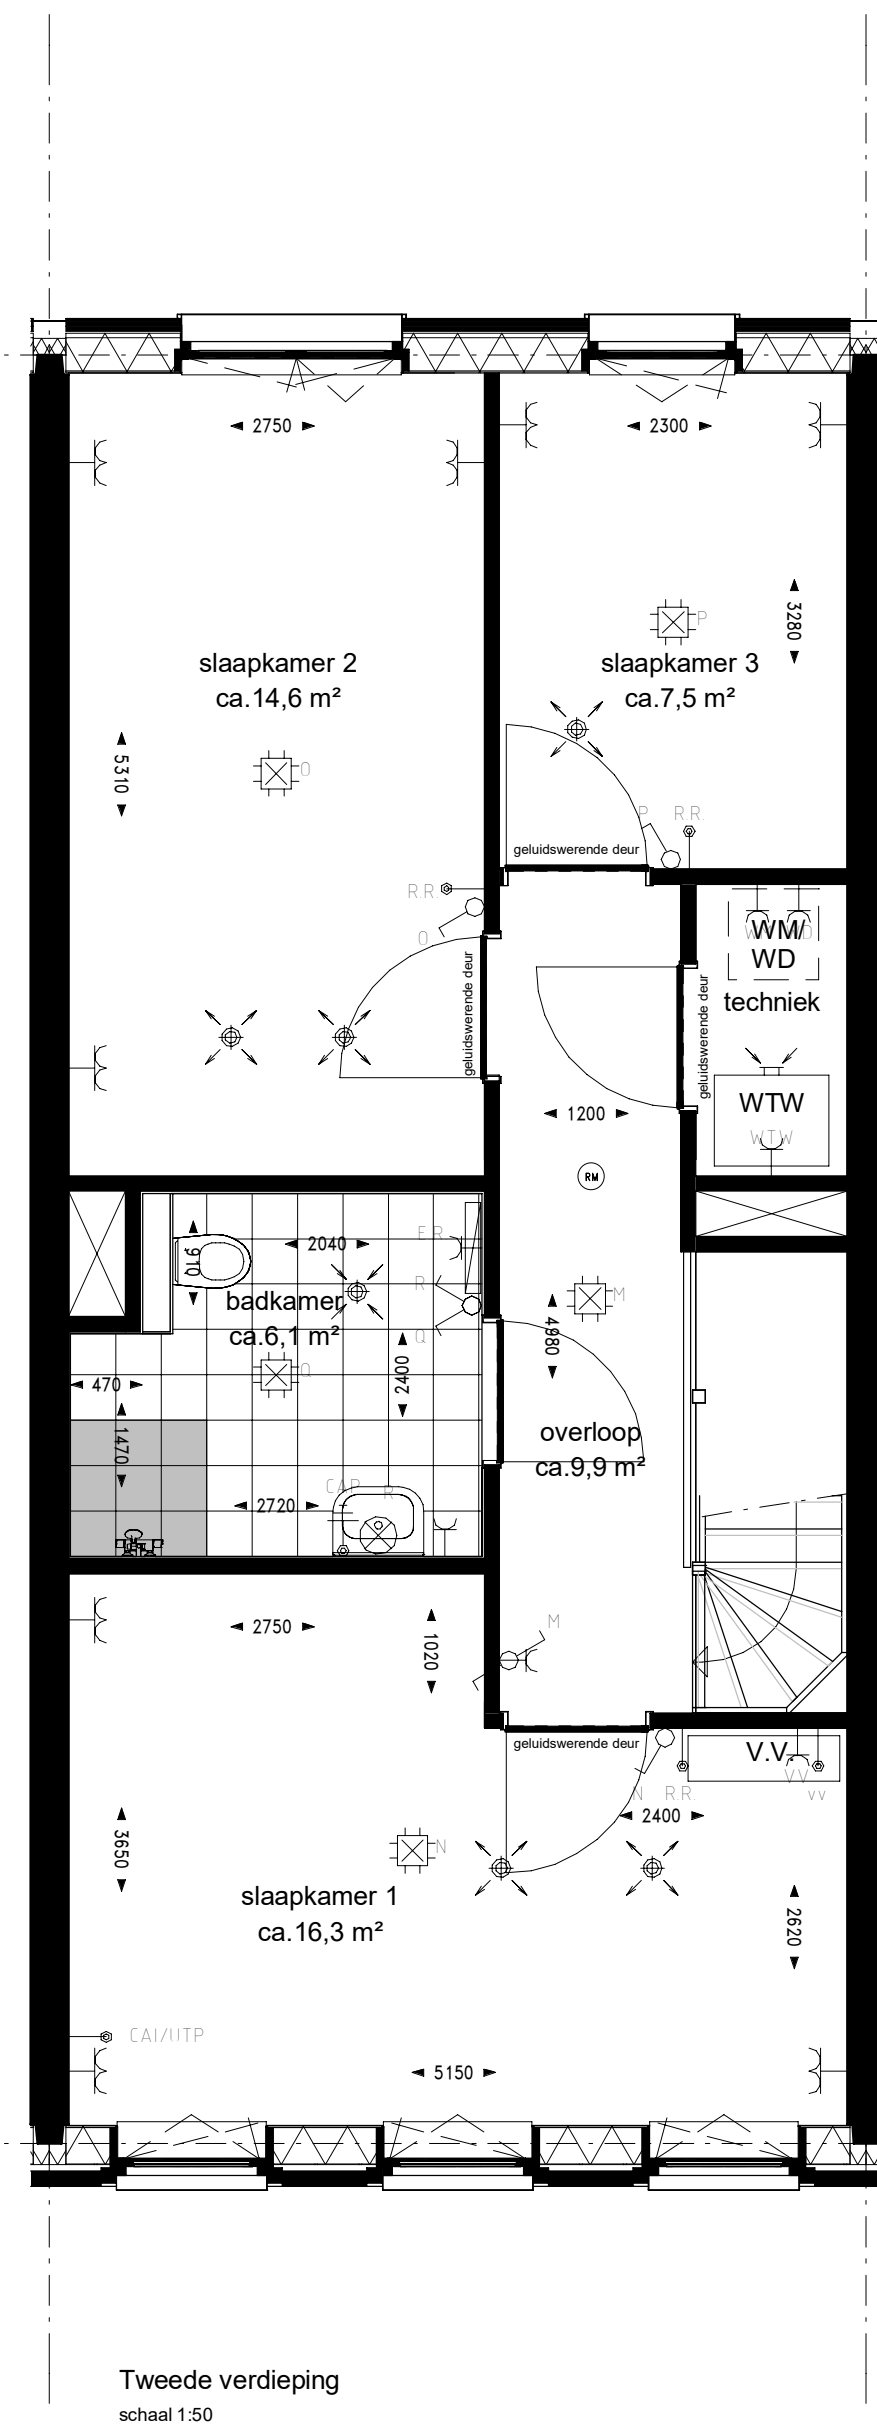 2750
2300
3280
P
slaapkamer 2
ca.14,6 m²
slaapkamer 3
ca.7,5 m²
5310
O
P
R.R.
geluidswerende deur
R.R.
O
WM/
WD
geluidswerende deur
geluidswerende deur
techniek
WTW
WTW
1200
RM
910
2040
E.R.
R
badkamer
ca.6,1 m²
Q
M
4980
Q
470
2400
1470
overloop
ca.9,9 m²
2720
CAP
R
2750
1020
M
geluidswerende deur
V.V.
VV
vv
N
R.R.
2400
3650
N
slaapkamer 1
ca.16,3 m²
2620
CAI/UTP
5150
Tweede verdieping
schaal 1:50